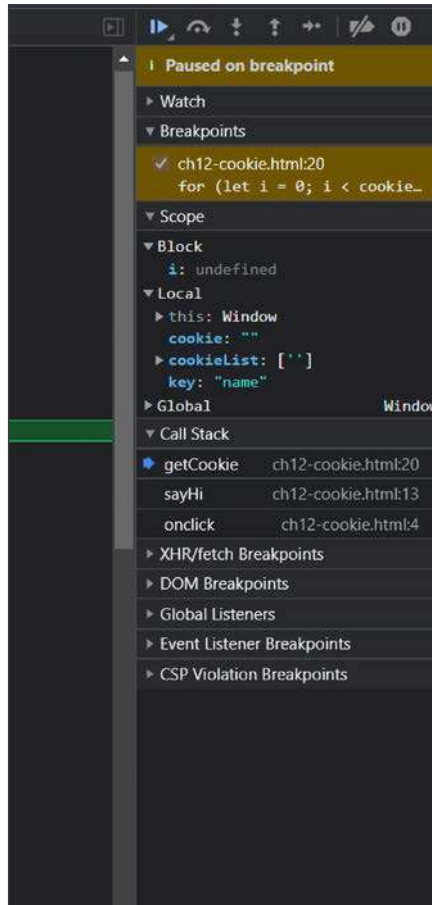 Paused on breakpoint
Watch
Breakpoints
ch12-cookie.html:20
for (let i = 0; i < cookie…
Scope
Block
i: undefined
Local
this: Window
cookie: ""
cookieList: ['']
key: "name"
Global Window
Call Stack
getCookie ch12-cookie.html:20
sayHi ch12-cookie.html:13
onclick ch12-cookie.html:4
XHR/fetch Breakpoints
DOM Breakpoints
Global Listeners
Event Listener Breakpoints
CSP Violation Breakpoints